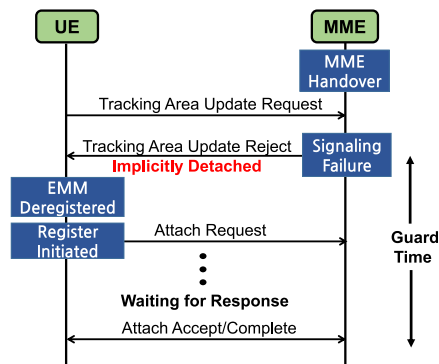 UE
MME
MME
Handover
Tracking Area Update Request
Tracking Area Update Reject
Implicitly Detached
Signaling
Failure
EMM
Deregistered
Register
Initiated
Attach Request
Guard
Time
Waiting for Response
Attach Accept/Complete